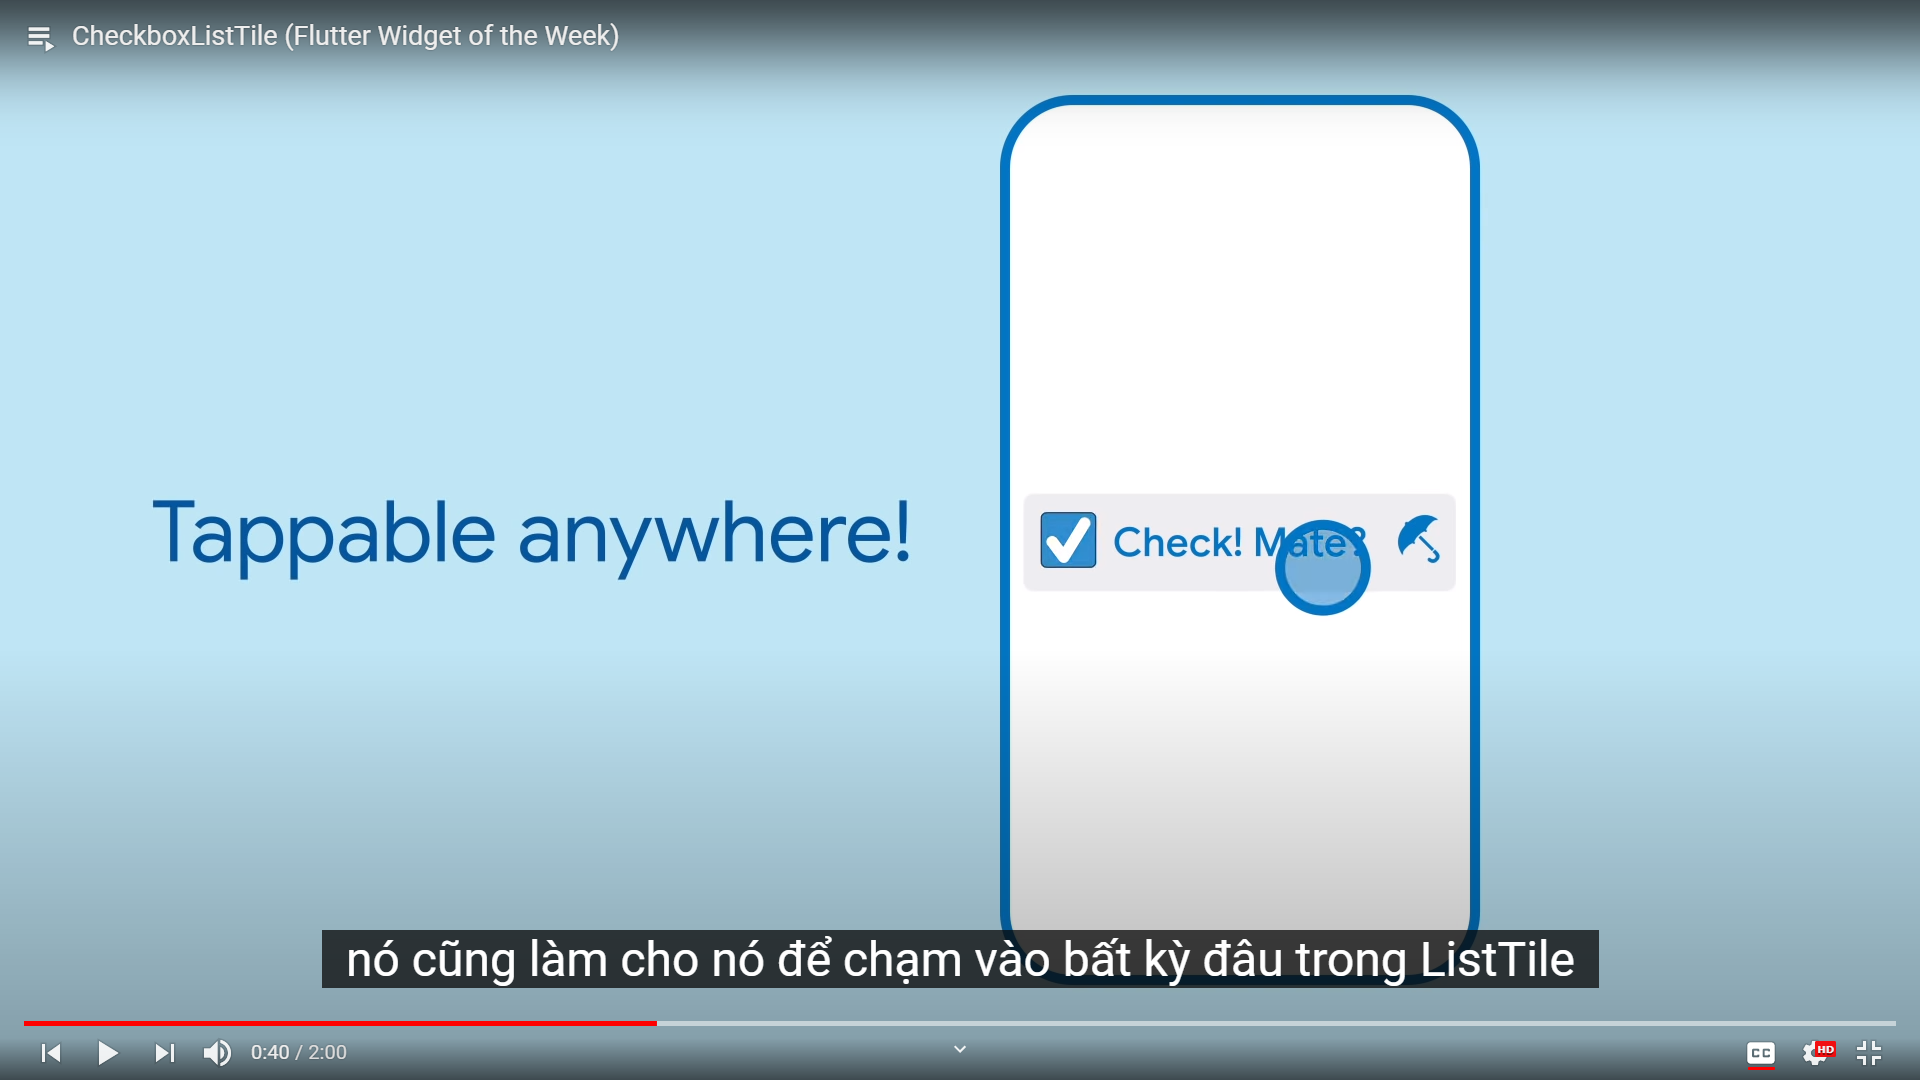 CheckboxListTile (Flutter Widget of the Week)
Tappable anywhere!
Check! Mate?
nó cũng làm cho nó để chạm vào bất kỳ đâu trong ListTile
0:40 / 2:00
CC
HD